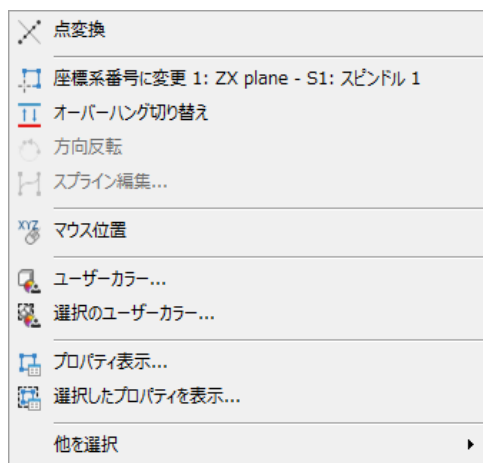 点変換
座標系番号に変更 1: ZX plane - S1: スピンドル 1
オーバーハング切り替え
方向反転
スプライン編集...
XYZ
マウス位置
ユーザーカラー...
選択のユーザーカラー...
プロパティ表示...
選択したプロパティを表示...
他を選択